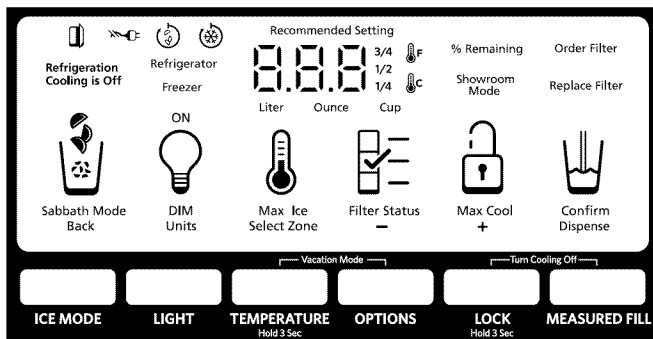 Recommended Setting
Refrigeration
Cooling is Off
Refrigerator
Freezer
8.8.8
3/4
1/2
1/4
F
C
Liter Ounce Cup
% Remaining
Showroom
Mode
Order Filter
Replace Filter
ON
Sabbath Mode
Back
DIM
Units
Max Ice
Select Zone
Filter Status
–
Max Cool
+
Confirm
Dispense
Vacation Mode
Turn Cooling Off
ICE MODE
LIGHT
TEMPERATURE
Hold 3 Sec
OPTIONS
LOCK
Hold 3 Sec
MEASURED FILL